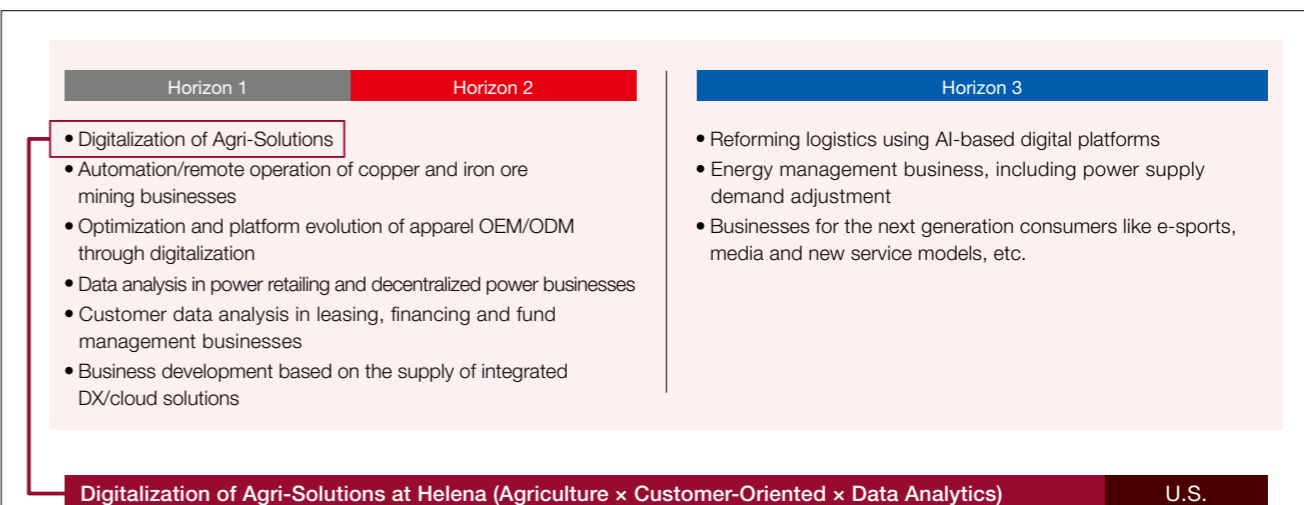 Horizon 1
Horizon 2
• Digitalization of Agri-Solutions
• Automation/remote operation of copper and iron ore
mining businesses
• Optimization and platform evolution of apparel OEM/ODM
through digitalization
• Data analysis in power retailing and decentralized power businesses
• Customer data analysis in leasing, financing and fund
management businesses
• Business development based on the supply of integrated
DX/cloud solutions
Horizon 3
• Reforming logistics using AI-based digital platforms
• Energy management business, including power supply
demand adjustment
• Businesses for the next generation consumers like e-sports,
media and new service models, etc.
Digitalization of Agri-Solutions at Helena (Agriculture × Customer-Oriented × Data Analytics)
U.S.